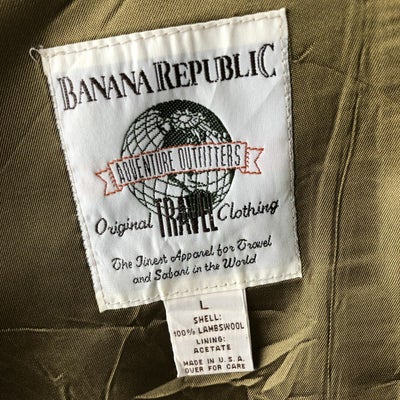 BANANA REPUBLIC
ADVENTURE OUTFITTERS
Original TRAVEL Clothing
The Finest Apparel for Travel
and Safari in the World
L
SHELL:
100% LAMBSWOOL
LINING:
ACETATE
MADE IN U.S.A.
OVER FOR CARE